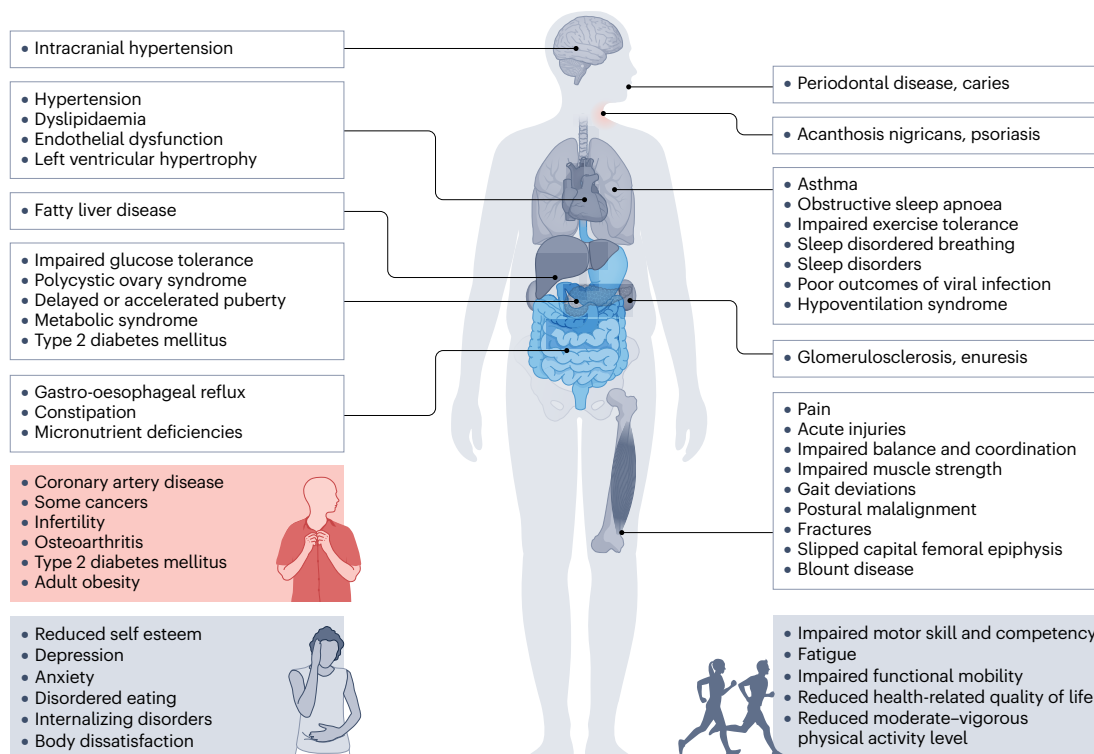 • Intracranial hypertension
• Hypertension
• Dyslipidaemia
• Endothelial dysfunction
• Left ventricular hypertrophy
• Fatty liver disease
• Impaired glucose tolerance
• Polycystic ovary syndrome
• Delayed or accelerated puberty
• Metabolic syndrome
• Type 2 diabetes mellitus
• Gastro-oesophageal reflux
• Constipation
• Micronutrient deficiencies
• Coronary artery disease
• Some cancers
• Infertility
• Osteoarthritis
• Type 2 diabetes mellitus
• Adult obesity
• Reduced self esteem
• Depression
• Anxiety
• Disordered eating
• Internalizing disorders
• Body dissatisfaction
• Periodontal disease, caries
• Acanthosis nigricans, psoriasis
• Asthma
• Obstructive sleep apnoea
• Impaired exercise tolerance
• Sleep disordered breathing
• Sleep disorders
• Poor outcomes of viral infection
• Hypoventilation syndrome
• Glomerulosclerosis, enuresis
• Pain
• Acute injuries
• Impaired balance and coordination
• Impaired muscle strength
• Gait deviations
• Postural malalignment
• Fractures
• Slipped capital femoral epiphysis
• Blount disease
• Impaired motor skill and competency
• Fatigue
• Impaired functional mobility
• Reduced health-related quality of life
• Reduced moderate–vigorous
physical activity level